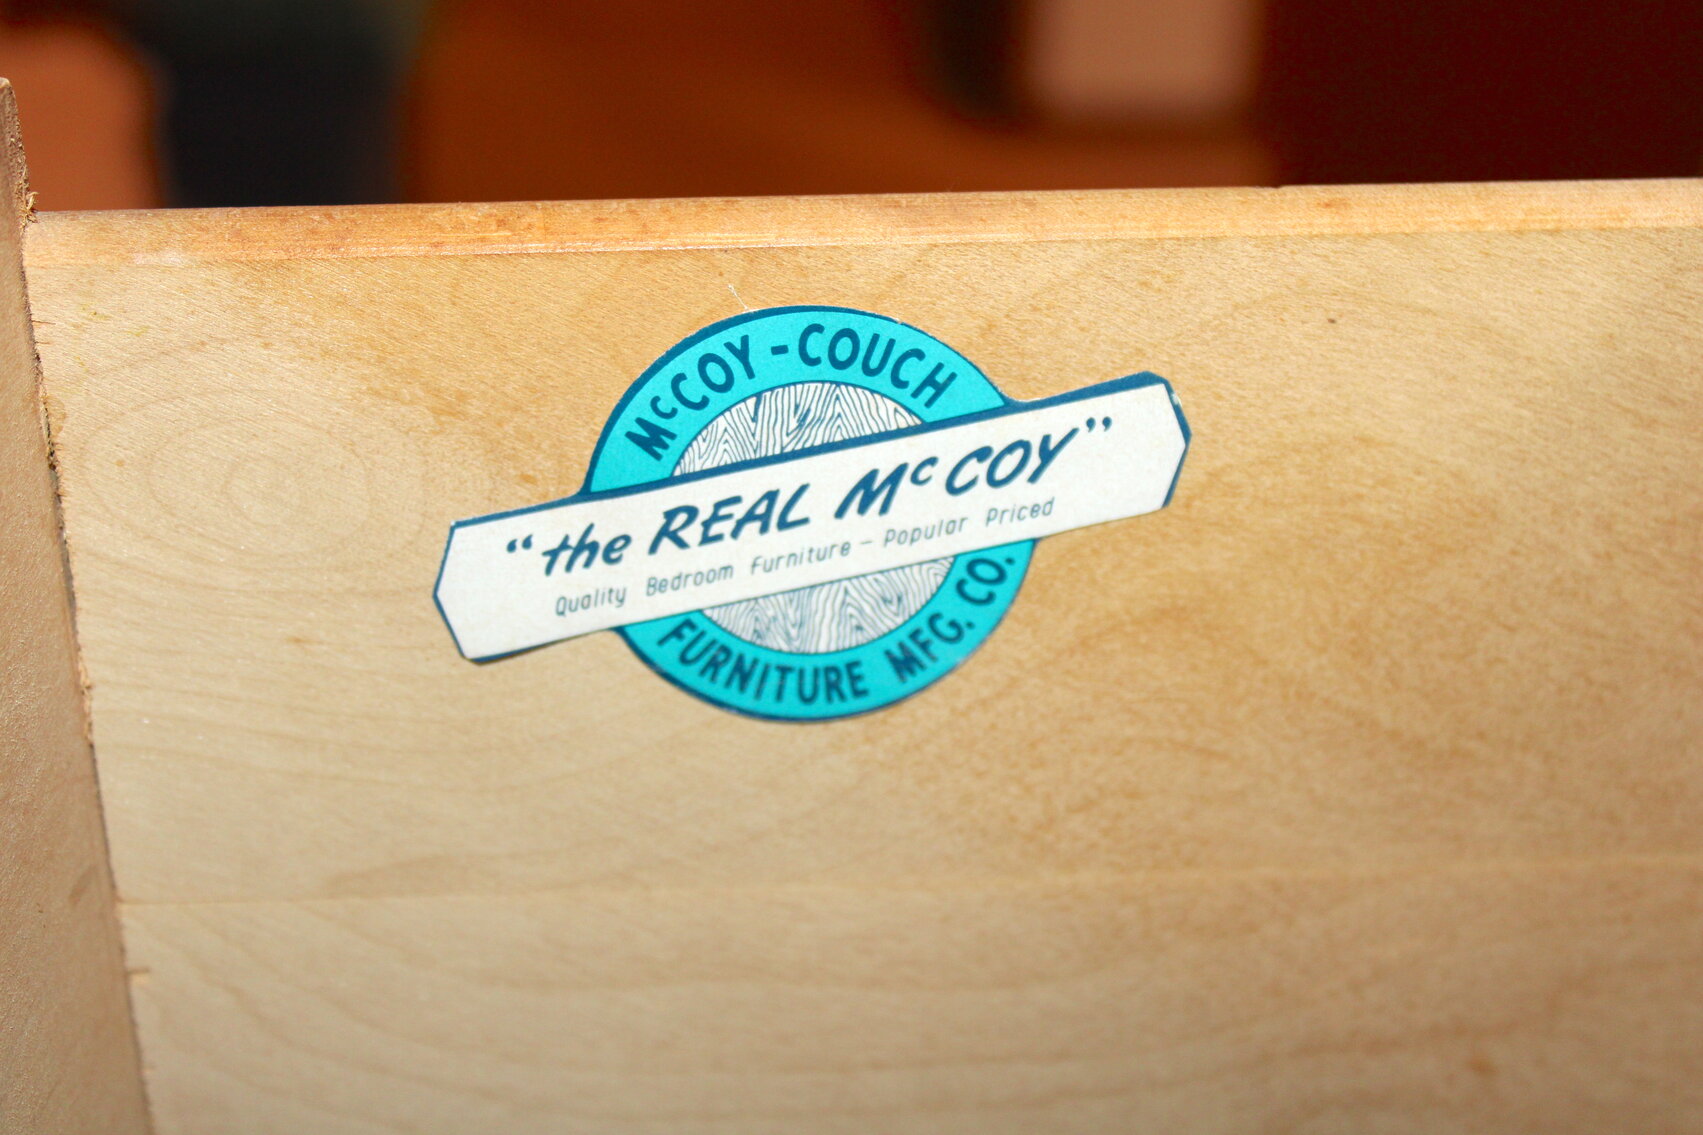 McCOY-COUCH
"the REAL McCOY"
Quality Bedroom Furniture - Popular Priced
FURNITURE MFG. CO.